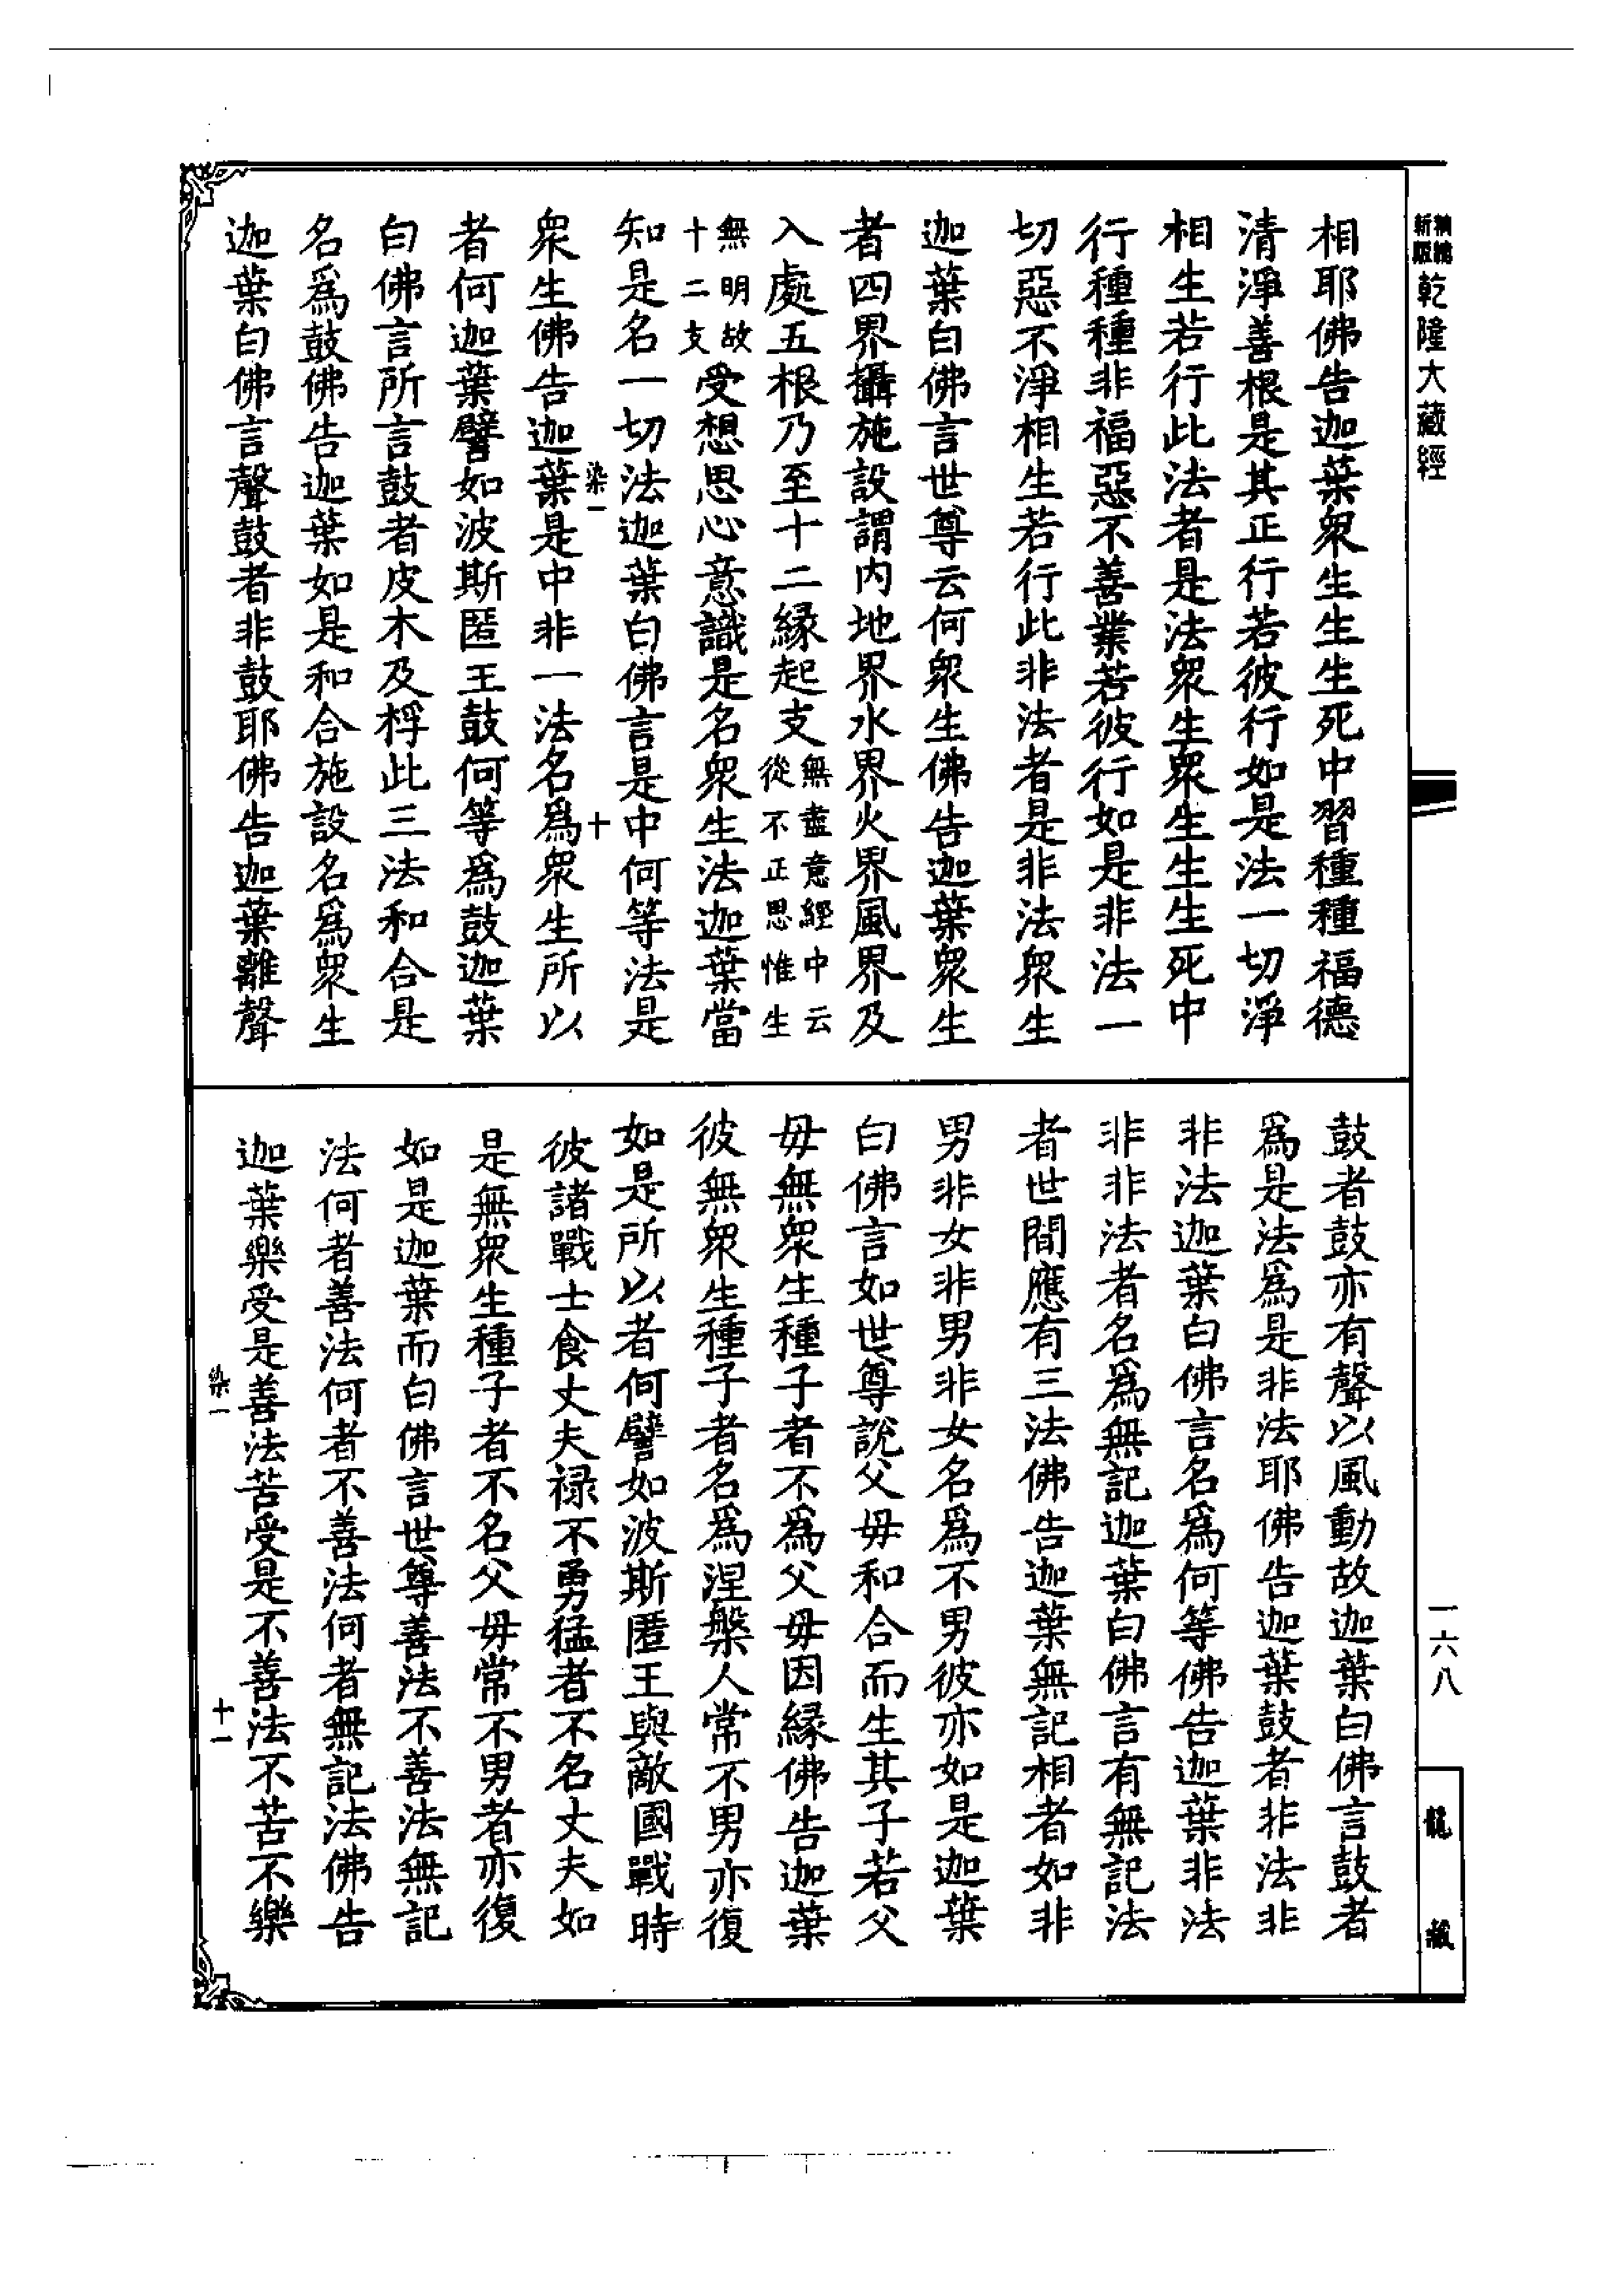 精繡
新版
乾隆大藏經
相耶佛告迦葉衆生生生死中習種種福德
清淨善根是其正行若彼行如是法一切淨
相生若行此法者是法衆生衆生生生死中
行種種非福惡不善業若彼行如是非法一
切惡不淨相生若行此非法者是非法衆生
迦葉白佛言世尊云何衆生佛告迦葉衆生
者四界攝施設謂内地界水界火界風界及
入處五根乃至十二緣起支無盡意經中云
從不正思惟生
無明故
十二支受想思心意識是名衆生法迦葉當
知是名一切法迦葉白佛言是中何等法是
染一
十
衆生佛告迦葉是中非一法名爲衆生所以
者何迦葉譬如波斯匿王鼓何等爲鼓迦葉
白佛言所言鼓者皮木及桴此三法和合是
名爲鼓佛告迦葉如是和合施設名爲衆生
迦葉白佛言聲鼓者非鼓耶佛告迦葉離聲
鼓者鼓亦有聲以風動故迦葉白佛言鼓者
爲是法爲是非法耶佛告迦葉鼓者非法非
非法迦葉白佛言名爲何等佛告迦葉非法
非非法者名爲無記迦葉白佛言有無記法
者世間應有三法佛告迦葉無記相者如非
男非女非男非女名爲不男彼亦如是迦葉
白佛言如世尊說父毋和合而生其子若父
毋無衆生種子者不爲父毋因緣佛告迦葉
彼無衆生種子者名爲涅槃人常不男亦復
如是所以者何譬如波斯匿王與敵國戰時
彼諸戰士食丈夫禄不勇猛者不名丈夫如
是無衆生種子者不名父毋常不男者亦復
如是迦葉而白佛言世尊善法不善法無記
法何者善法何者不善法何者無記法佛告
迦葉樂受是善法苦受是不善法不苦不樂
染一
十一
一六八
龍藏